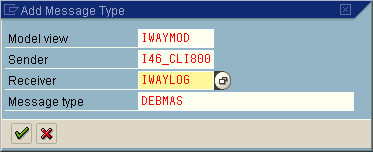 Add Message Type
Model view IWAYMOD
Sender I46_CLI800
Receiver IWAYLOG
Message type DEBMAS